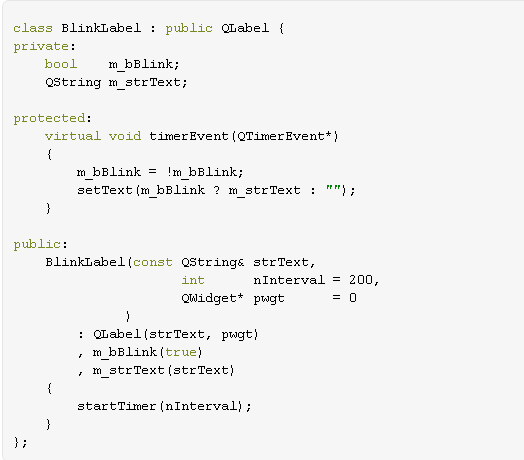 class BlinkLabel : public QLabel {
private:
    bool    m_bBlink;
    QString m_strText;

protected:
    virtual void timerEvent(QTimerEvent*)
    {
        m_bBlink = !m_bBlink;
        setText(m_bBlink ? m_strText : "");
    }

public:
    BlinkLabel(const QString& strText,
                     int      nInterval = 200,
                     QWidget* pwgt      = 0
              )
        : QLabel(strText, pwgt)
        , m_bBlink(true)
        , m_strText(strText)
    {
        startTimer(nInterval);
    }
};